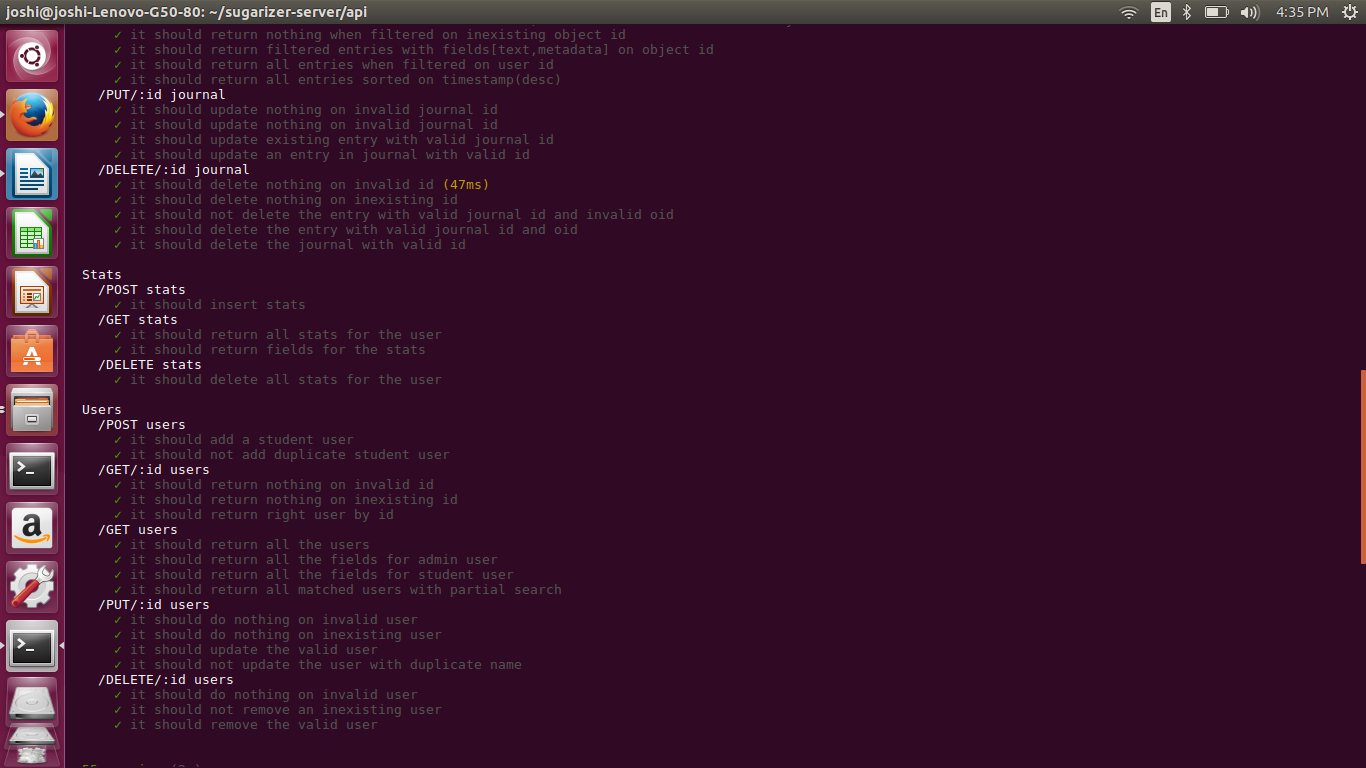 joshi@joshi-Lenovo-G50-80: ~/sugarizer-server/api
En
4:35 PM
✓ it should return nothing when filtered on inexisting object id
✓ it should return filtered entries with fields[text,metadata] on object id
✓ it should return all entries when filtered on user id
✓ it should return all entries sorted on timestamp(desc)
/PUT/:id journal
✓ it should update nothing on invalid journal id
✓ it should update nothing on invalid journal id
✓ it should update existing entry with valid journal id
✓ it should update an entry in journal with valid id
/DELETE/:id journal
✓ it should delete nothing on invalid id (47ms)
✓ it should delete nothing on inexisting id
✓ it should not delete the entry with valid journal id and invalid oid
✓ it should delete the entry with valid journal id and oid
✓ it should delete the journal with valid id
Stats
/POST stats
✓ it should insert stats
/GET stats
✓ it should return all stats for the user
✓ it should return fields for the stats
/DELETE stats
✓ it should delete all stats for the user
Users
/POST users
✓ it should add a student user
✓ it should not add duplicate student user
/GET/:id users
✓ it should return nothing on invalid id
✓ it should return nothing on inexisting id
✓ it should return right user by id
/GET users
✓ it should return all the users
✓ it should return all the fields for admin user
✓ it should return all the fields for student user
✓ it should return all matched users with partial search
/PUT/:id users
✓ it should do nothing on invalid user
✓ it should do nothing on inexisting user
✓ it should update the valid user
✓ it should not update the user with duplicate name
/DELETE/:id users
✓ it should do nothing on invalid user
✓ it should not remove an inexisting user
✓ it should remove the valid user